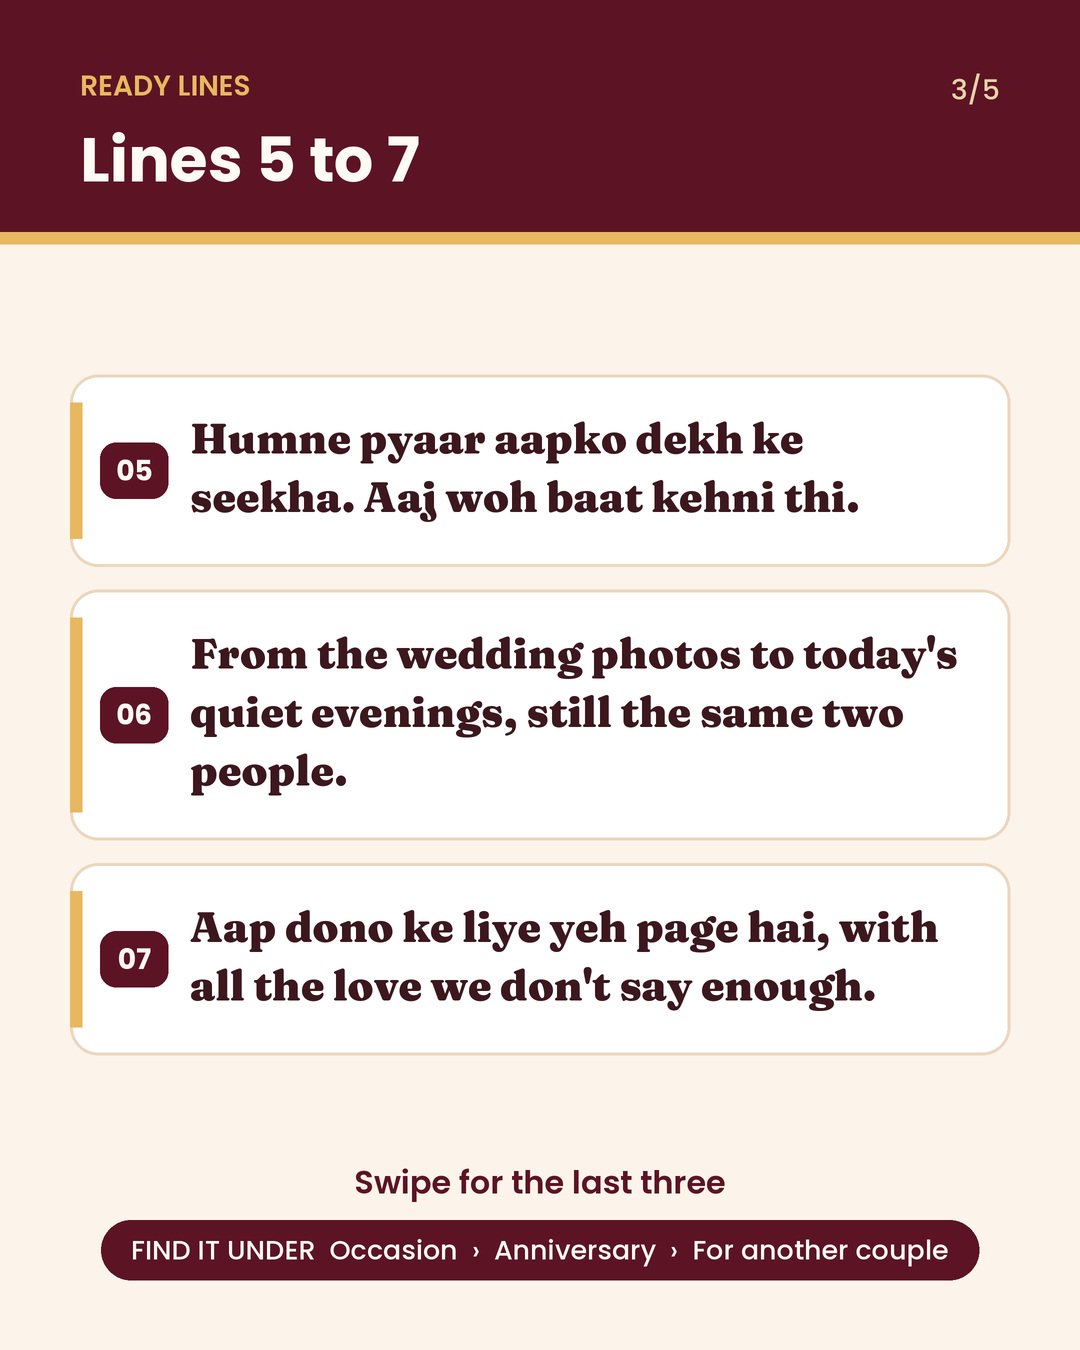 READY LINES
3/5
Lines 5 to 7
05
Humne pyaar aapko dekh ke
seekha. Aaj woh baat kehni thi.
06
From the wedding photos to today's
quiet evenings, still the same two
people.
07
Aap dono ke liye yeh page hai, with
all the love we don't say enough.
Swipe for the last three
FIND IT UNDER Occasion › Anniversary › For another couple